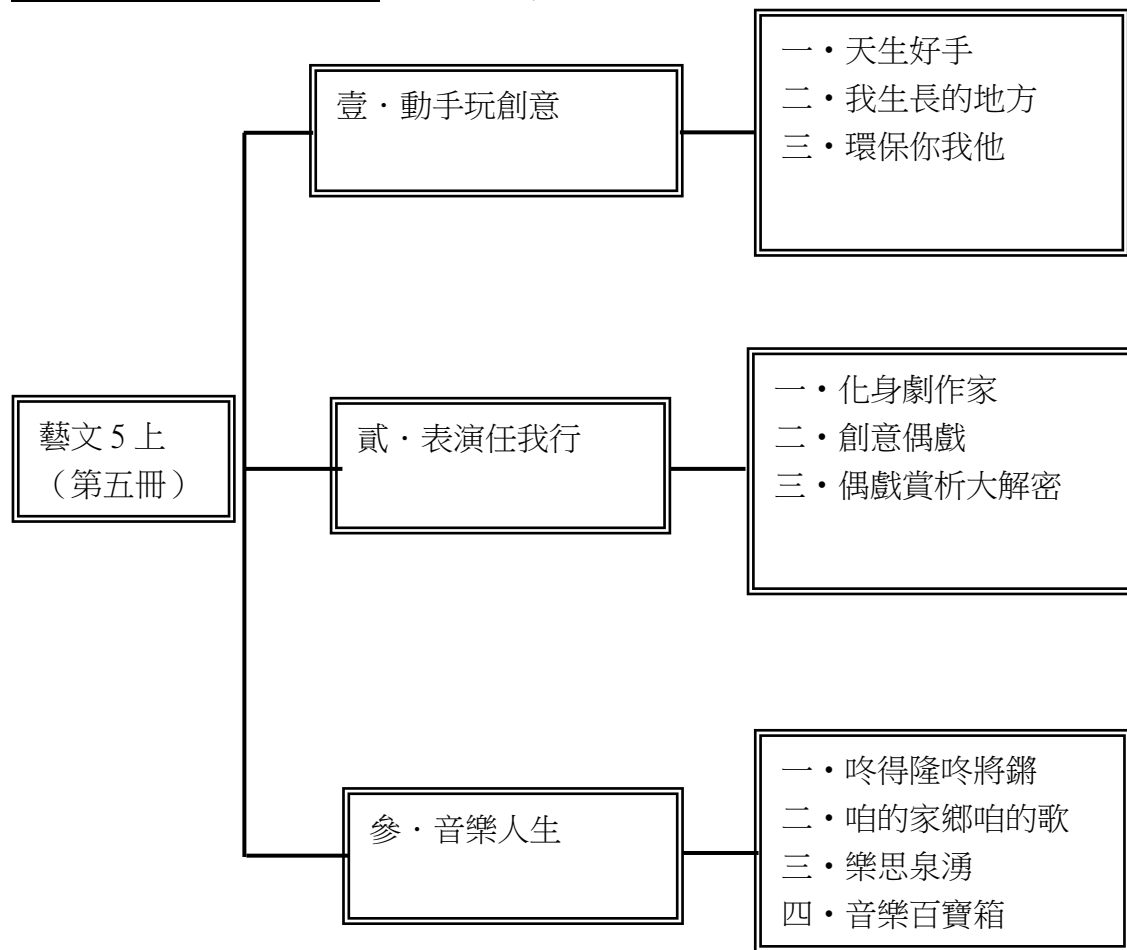 藝文 5 上
（第五冊）
壹．動手玩創意
一・天生好手
二・我生長的地方
三・環保你我他
貳．表演任我行
一・化身劇作家
二・創意偶戲
三・偶戲賞析大解密
參．音樂人生
一・咚得隆咚將鏘
二・咱的家鄉咱的歌
三・樂思泉湧
四・音樂百寶箱